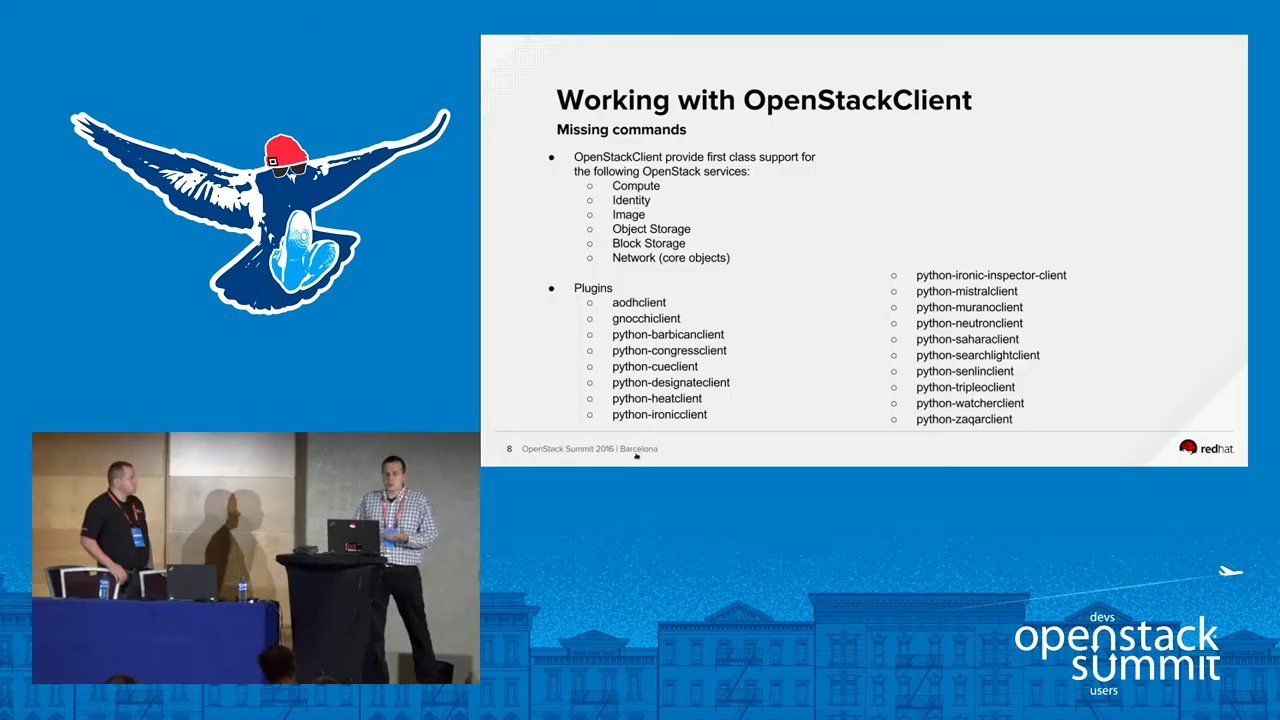 Working with OpenStackClient
Missing commands
● OpenStackClient provide first class support for
the following OpenStack services:
○ Compute
○ Identity
○ Image
○ Object Storage
○ Block Storage
○ Network (core objects)
● Plugins
○ aodhclient
○ gnocchiclient
○ python-barbicanclient
○ python-congressclient
○ python-cueclient
○ python-designateclient
○ python-heatclient
○ python-ironicclient
○ python-ironic-inspector-client
○ python-mistralclient
○ python-muranoclient
○ python-neutronclient
○ python-saharaclient
○ python-searchlightclient
○ python-senlinclient
○ python-tripleoclient
○ python-watcherclient
○ python-zaqarclient
8 OpenStack Summit 2016 | Barcelona
redhat
devs
openstack
summit
users